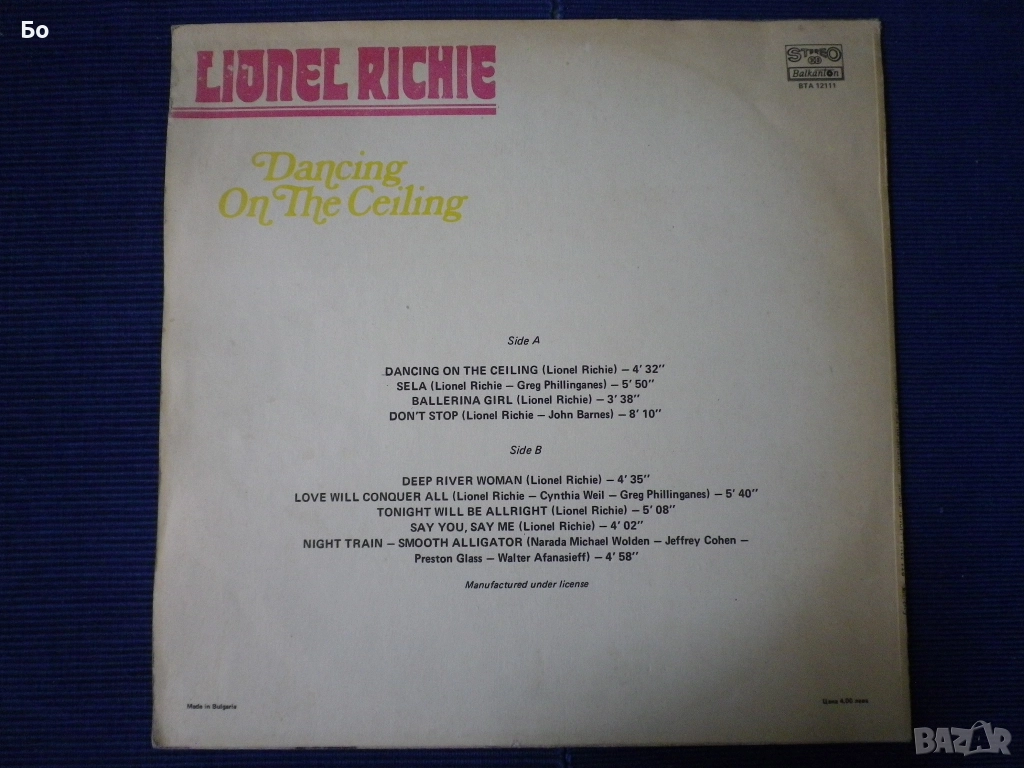 Бо
LIONEL RICHIE
STEREO
Balkanton
BTA 12111
Dancing
On The Ceiling
Side A
DANCING ON THE CEILING (Lionel Richie) – 4′ 32″
SELA (Lionel Richie – Greg Phillinganes) – 5′ 50″
BALLERINA GIRL (Lionel Richie) – 3′ 38″
DON'T STOP (Lionel Richie – John Barnes) – 8′ 10″
Side B
DEEP RIVER WOMAN (Lionel Richie) – 4′ 35″
LOVE WILL CONQUER ALL (Lionel Richie – Cynthia Weil – Greg Phillinganes) – 5′ 40″
TONIGHT WILL BE ALLRIGHT (Lionel Richie) – 5′ 08″
SAY YOU, SAY ME (Lionel Richie) – 4′ 02″
NIGHT TRAIN – SMOOTH ALLIGATOR (Narada Michael Wolden – Jeffrey Cohen –
Preston Glass – Walter Afanasieff) – 4′ 58″
Manufactured under license
Made in Bulgaria
Цена 4,00 лева
BAZAR